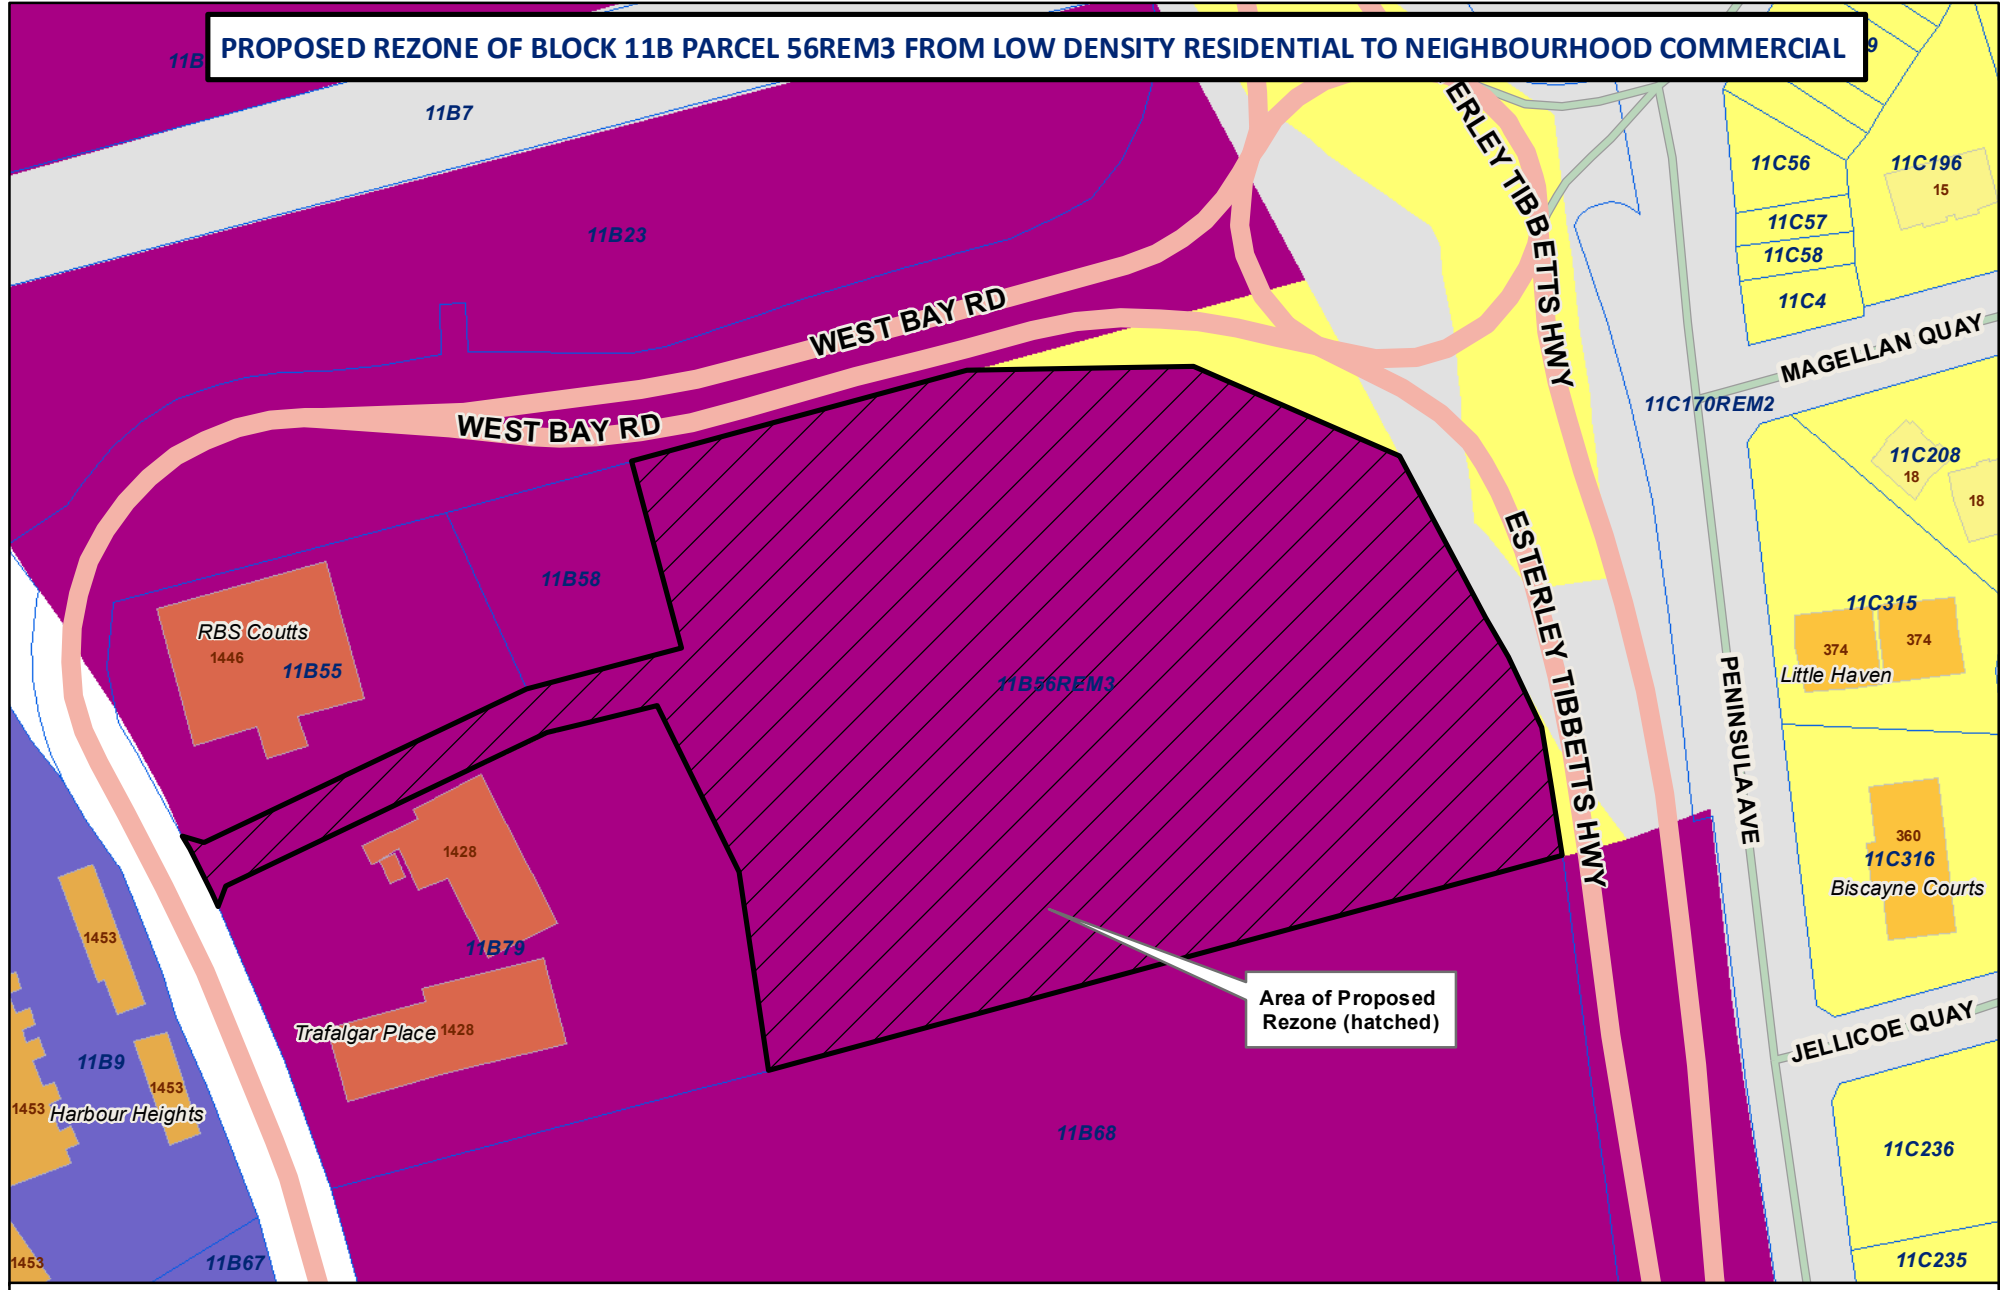 PROPOSED REZONE OF BLOCK 11B PARCEL 56REM3 FROM LOW DENSITY RESIDENTIAL TO NEIGHBOURHOOD COMMERCIAL
11B
9
11B7
11B23
WEST BAY RD
WEST BAY RD
ERLEY TIBBETTS HWY
11C56
11C196
15
11C57
11C58
11C4
MAGELLAN QUAY
11C170REM2
11C208
18
18
11B58
RBS Coutts
1446
11B55
11B56REM3
ESTERLEY TIBBETTS HWY
PENINSULA AVE
11C315
374
374
Little Haven
360
11C316
Biscayne Courts
1428
11B79
Trafalgar Place
1428
Area of Proposed
Rezone (hatched)
1453
11B9
1453
1453
Harbour Heights
JELLICOE QUAY
11B68
11C236
11C235
11B67
1453